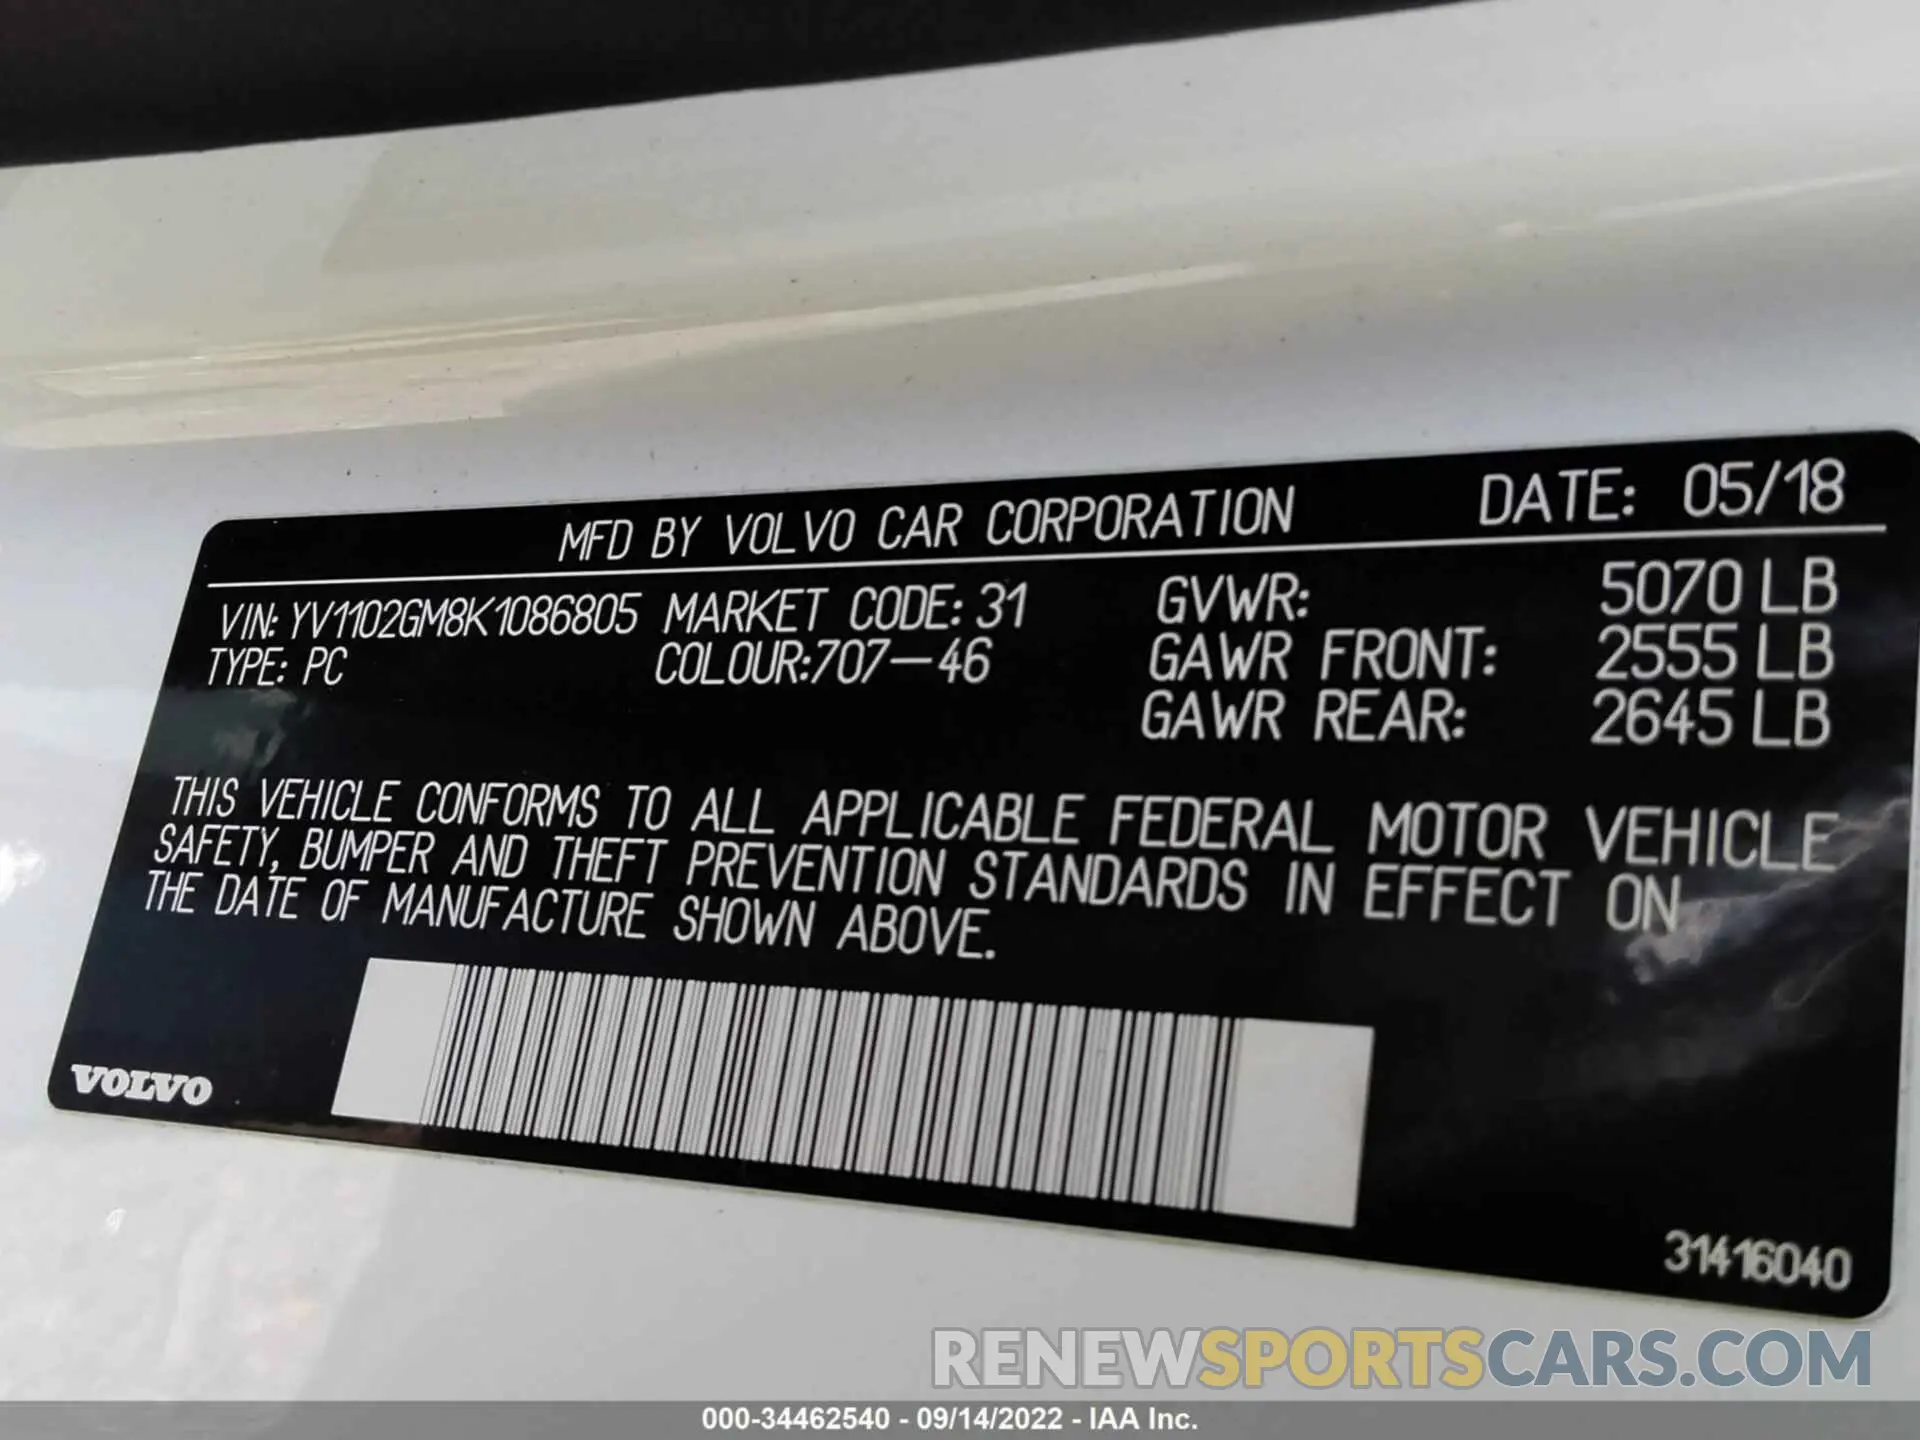 MFD BY VOLVO CAR CORPORATION DATE: 05/18
VIN: YV1102GM8K1086805 MARKET CODE: 31 GVWR: 5070 LB
TYPE: PC COLOUR:707-46 GAWR FRONT: 2555 LB
GAWR REAR: 2645 LB
THIS VEHICLE CONFORMS TO ALL APPLICABLE FEDERAL MOTOR VEHICLE
SAFETY, BUMPER AND THEFT PREVENTION STANDARDS IN EFFECT ON
THE DATE OF MANUFACTURE SHOWN ABOVE.
VOLVO
31416040
RENEWSPORTSCARS.COM
000-34462540 - 09/14/2022 - IAA Inc.